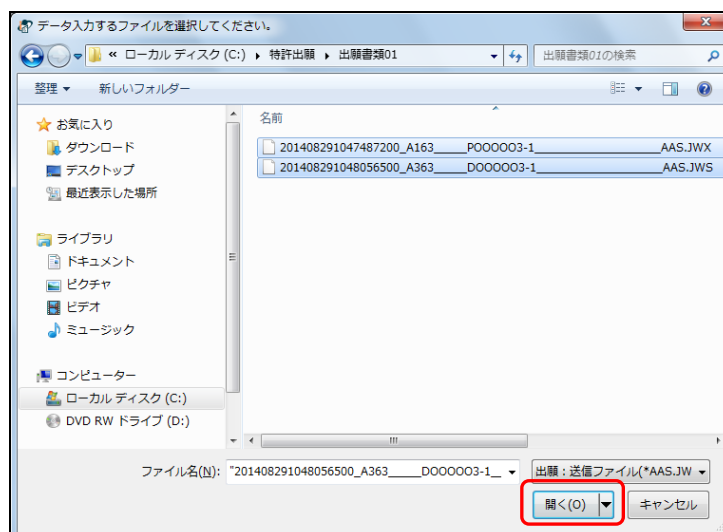 データ入力するファイルを選択してください。
« ローカル ディスク (C:) ▸ 特許出願 ▸ 出願書類01
出願書類01の検索
整理 ▼ 新しいフォルダー
名前
お気に入り
ダウンロード
デスクトップ
最近表示した場所
ライブラリ
ドキュメント
ピクチャ
ビデオ
ミュージック
コンピューター
ローカル ディスク (C:)
DVD RW ドライブ (D:)
201408291047487200_A163_____POOOOO3-1____________________AAS.JWX
201408291048056500_A363_____DOOOOO3-1____________________AAS.JWS
ファイル名(N): "201408291048056500_A363_____DOOOOO3-1_
出願：送信ファイル(*AAS.JW
開く(O)
キャンセル